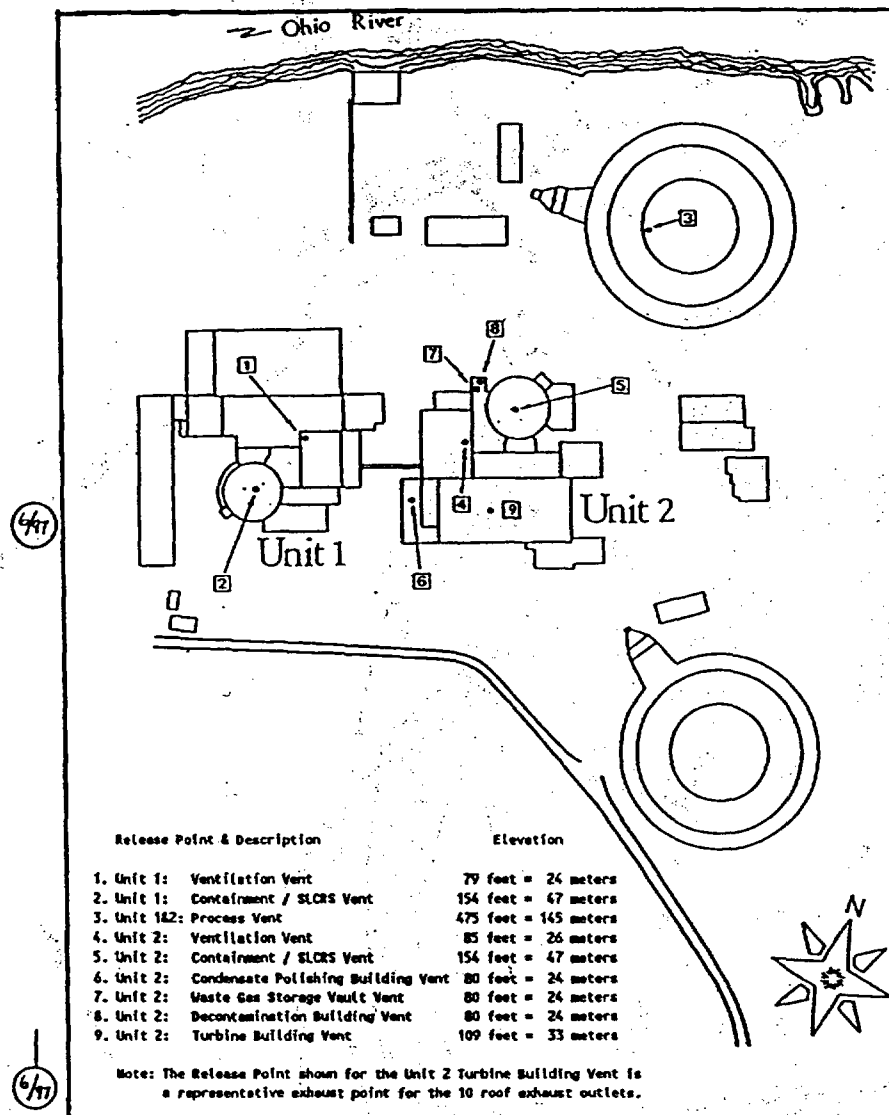 Ohio River
3
8
7
1
5
4
9
Unit 2
6/97
Unit 1
2
6
Release Point & Description Elevation
1. Unit 1: Ventilation Vent 79 feet = 24 meters
2. Unit 1: Containment / SLCRS Vent 154 feet = 47 meters
3. Unit 1&2: Process Vent 475 feet = 145 meters
4. Unit 2: Ventilation Vent 85 feet = 26 meters
5. Unit 2: Containment / SLCRS Vent 154 feet = 47 meters
6. Unit 2: Condensate Polishing Building Vent 80 feet = 24 meters
7. Unit 2: Waste Gas Storage Vault Vent 80 feet = 24 meters
8. Unit 2: Decontamination Building Vent 80 feet = 24 meters
9. Unit 2: Turbine Building Vent 109 feet = 33 meters
N
Note: The Release Point shown for the Unit 2 Turbine Building Vent is
a representative exhaust point for the 10 roof exhaust outlets.
6/97